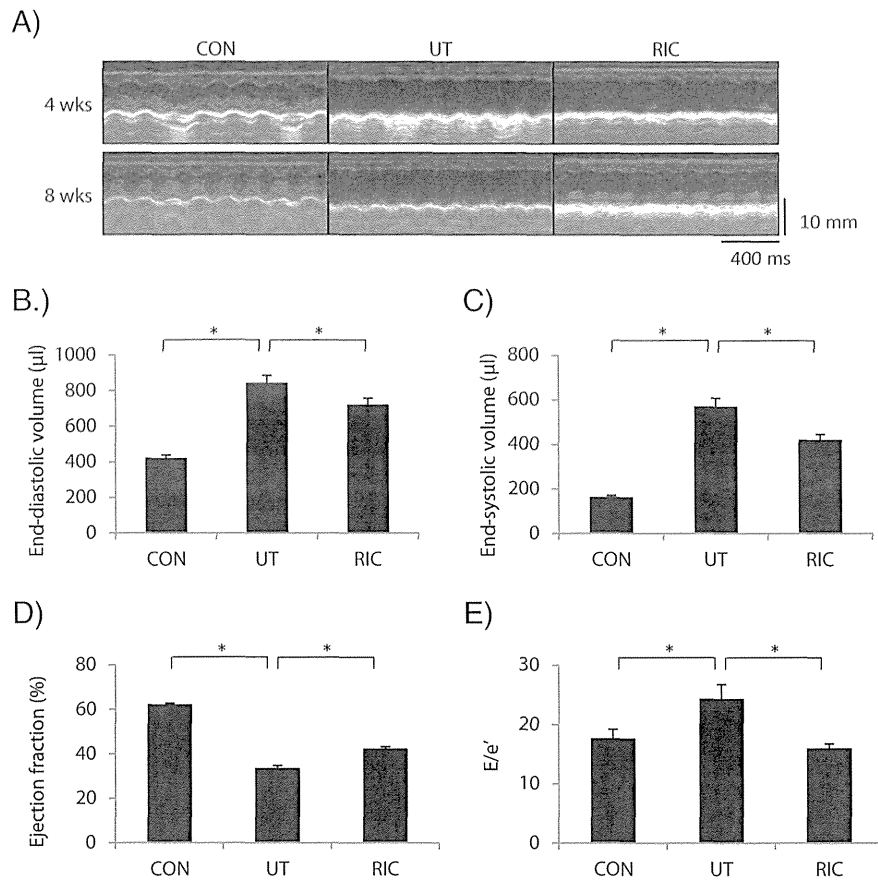 A)
CON UT RIC
4 wks
8 wks
10 mm
400 ms
B.)
* *
End-diastolic volume (µl)
1000
800
600
400
200
0
CON UT RIC
C)
* *
End-systolic volume (µl)
800
600
400
200
0
CON UT RIC
D)
* *
Ejection fraction (%)
80
60
40
20
0
CON UT RIC
E)
* *
E/e'
30
20
10
0
CON UT RIC